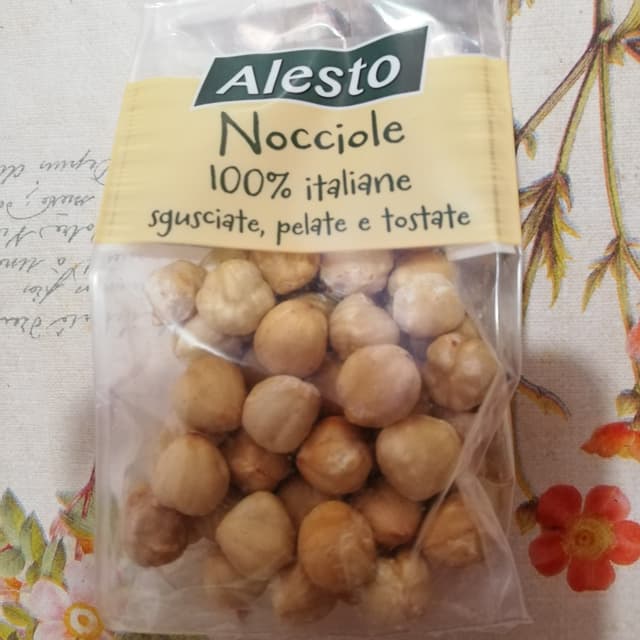 Alesto
Nocciole
100% italiane
sgusciate, pelate e tostate